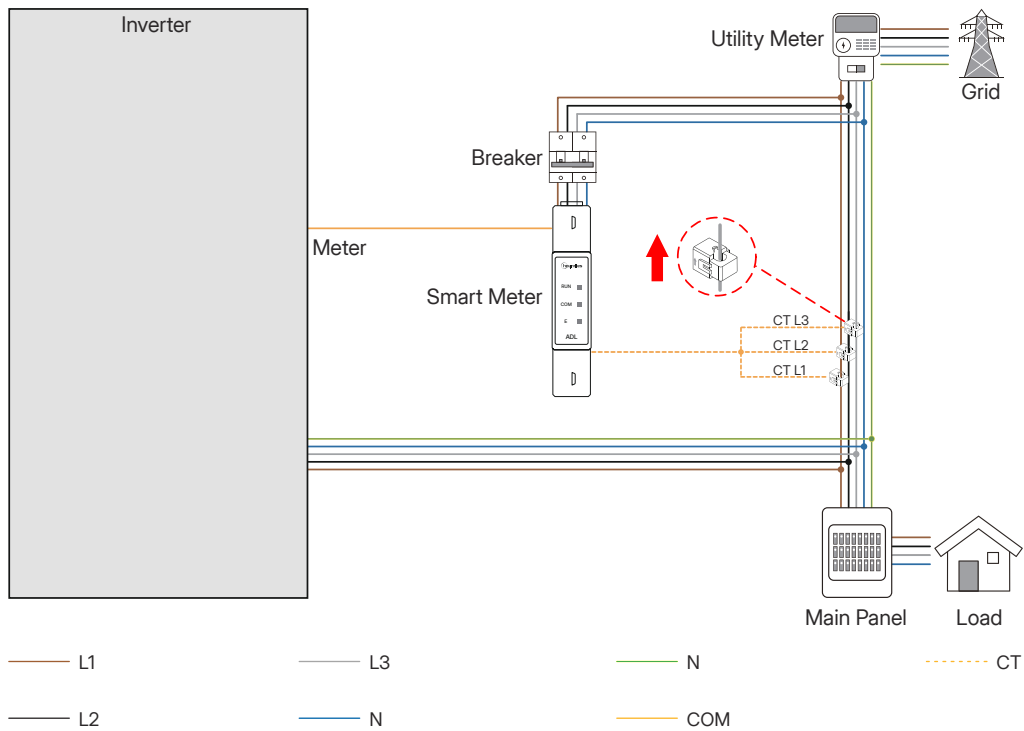 Inverter
Utility Meter
Grid
Breaker
Meter
Smart Meter
RUN
COM
E
ADL
CT L3
CT L2
CT L1
Main Panel
Load
L1
L3
N
CT
L2
N
COM